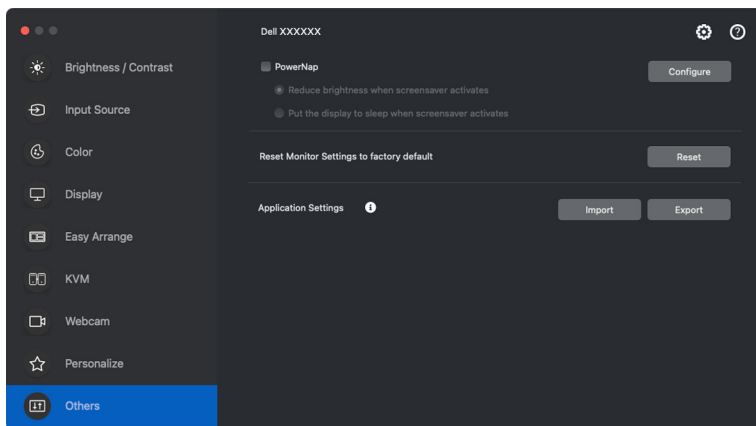 Dell XXXXXX
Brightness / Contrast
Input Source
Color
Display
Easy Arrange
KVM
Webcam
Personalize
Others
PowerNap
Configure
Reduce brightness when screensaver activates
Put the display to sleep when screensaver activates
Reset Monitor Settings to factory default
Reset
Application Settings
Import
Export